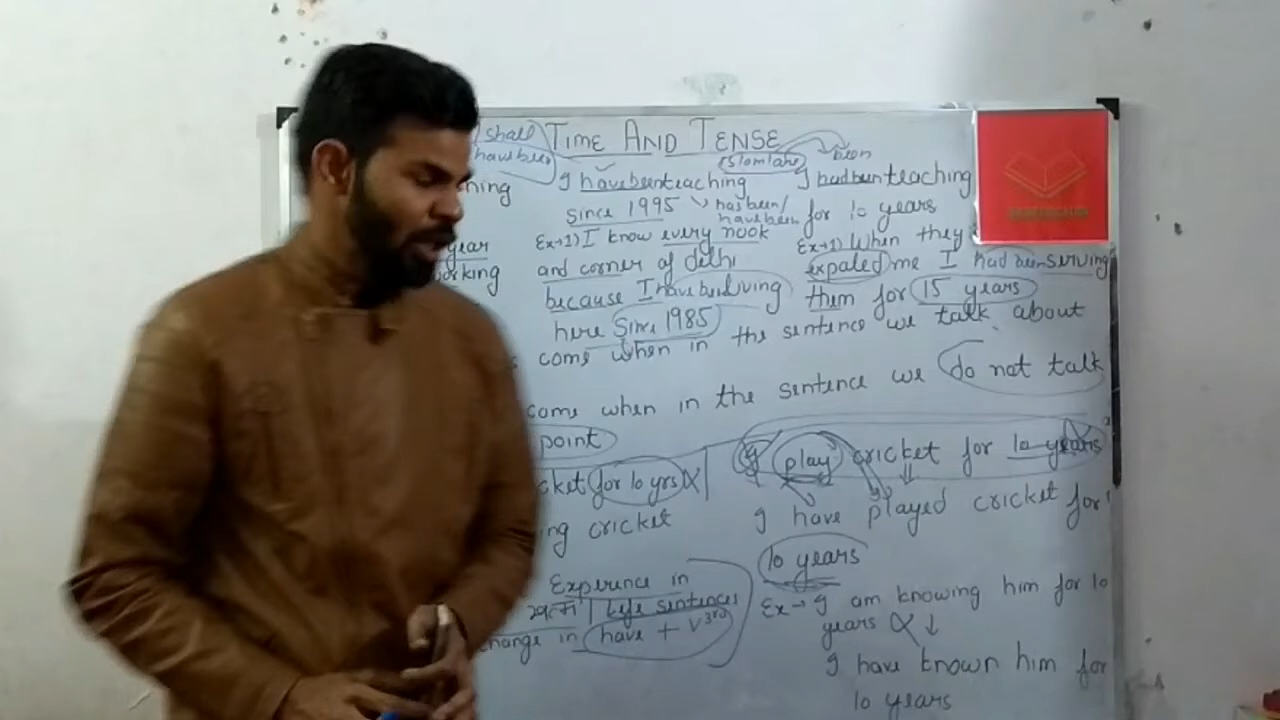 shall TIME AND TENSE
have been
been
ning I have been teaching I had been teaching
since 1995 has been/ for 10 years
have been
year Ex→1) I know every nook Ex→1) When they
orking and corner of delhi expaled me I had been serving
because I have been living them for 15 years
here Since 1985
come when in the sentence we talk about
come when in the sentence we do not talk
point
cket for 10 yrs X I play cricket for 10 years
ing cricket I have played cricket for
10 years
Experience in
खत्म | Life sentences Ex→ I am knowing him for 10
change in have + V3rd years X
I have known him for
10 years